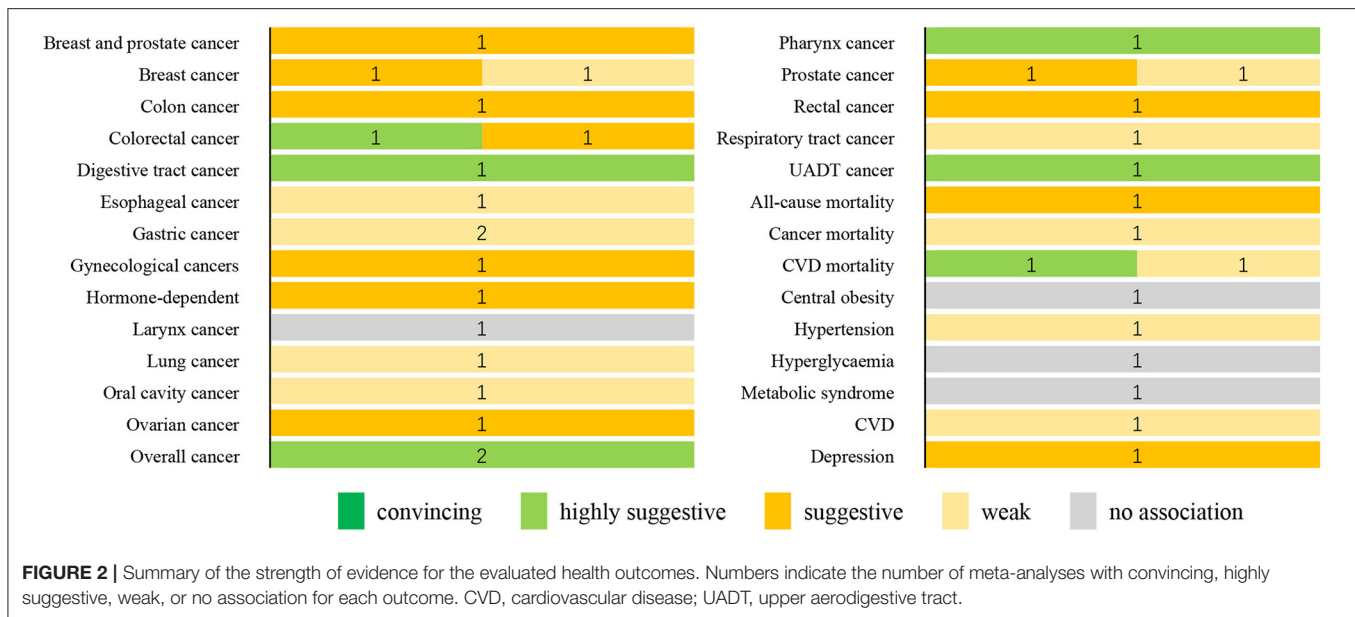 Breast and prostate cancer 1
Breast cancer 1 1
Colon cancer 1
Colorectal cancer 1 1
Digestive tract cancer 1
Esophageal cancer 1
Gastric cancer 2
Gynecological cancers 1
Hormone-dependent 1
Larynx cancer 1
Lung cancer 1
Oral cavity cancer 1
Ovarian cancer 1
Overall cancer 2
Pharynx cancer 1
Prostate cancer 1 1
Rectal cancer 1
Respiratory tract cancer 1
UADT cancer 1
All-cause mortality 1
Cancer mortality 1
CVD mortality 1 1
Central obesity 1
Hypertension 1
Hyperglycaemia 1
Metabolic syndrome 1
CVD 1
Depression 1
convincing highly suggestive suggestive weak no association
FIGURE 2 | Summary of the strength of evidence for the evaluated health outcomes. Numbers indicate the number of meta-analyses with convincing, highly
suggestive, weak, or no association for each outcome. CVD, cardiovascular disease; UADT, upper aerodigestive tract.